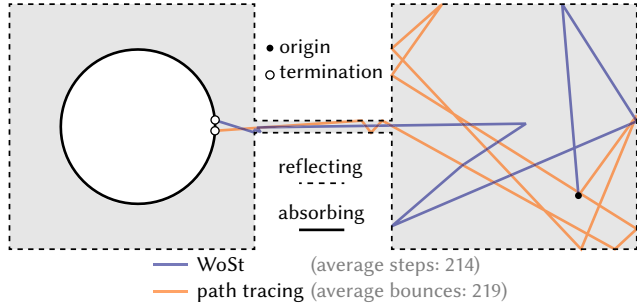 origin
termination
reflecting
absorbing
WoSt (average steps: 214)
path tracing (average bounces: 219)